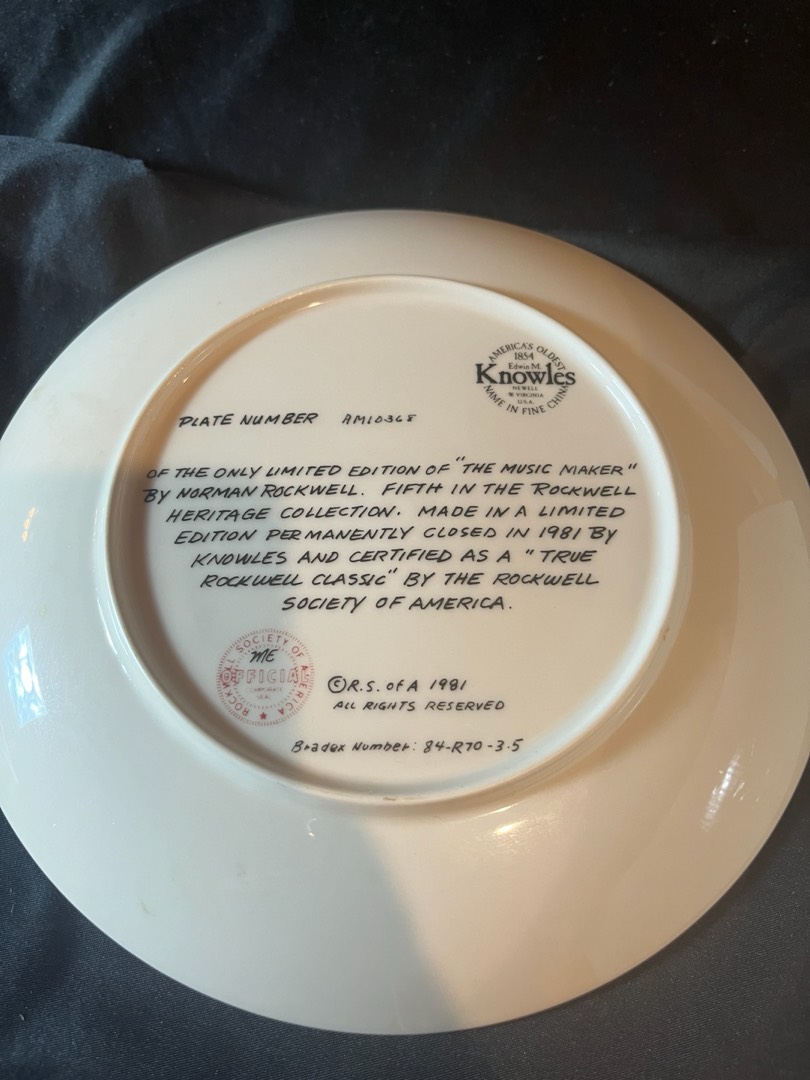 AMERICA'S OLDEST
1854
Edwin M.
Knowles
NEWELL
W. VIRGINIA
U.S.A.
NAME IN FINE CHINA
PLATE NUMBER AM10368
OF THE ONLY LIMITED EDITION OF "THE MUSIC MAKER"
BY NORMAN ROCKWELL. FIFTH IN THE ROCKWELL
HERITAGE COLLECTION. MADE IN A LIMITED
EDITION PERMANENTLY CLOSED IN 1981 BY
KNOWLES AND CERTIFIED AS A "TRUE
ROCKWELL CLASSIC" BY THE ROCKWELL
SOCIETY OF AMERICA.
ROCKWELL SOCIETY OF AMERICA
ME
OFFICIAL
©R.S. of A 1981
ALL RIGHTS RESERVED
Bradex Number: 84-R70-3.5